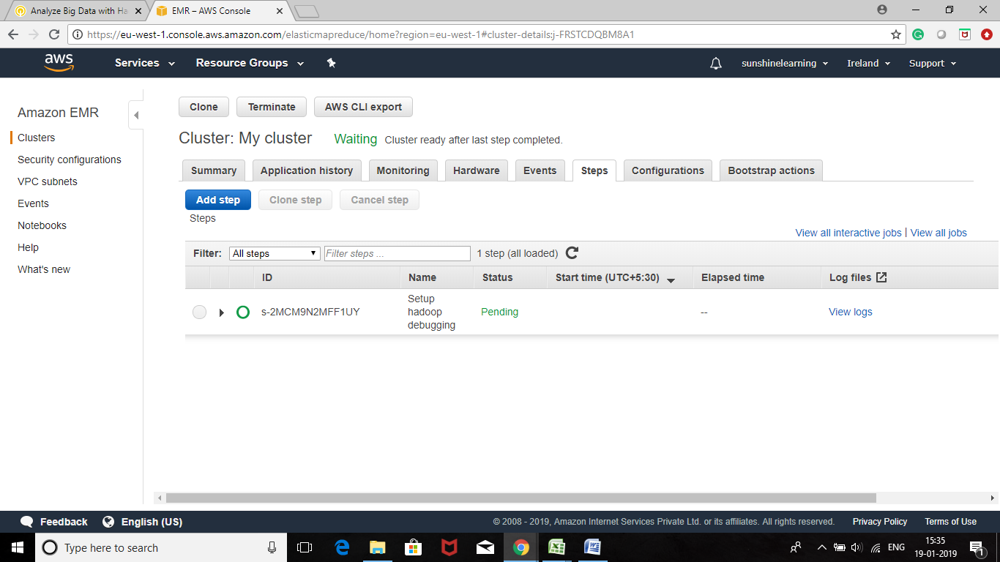 Analyze Big Data with Ha
EMR – AWS Console
https://eu-west-1.console.aws.amazon.com/elasticmapreduce/home?region=eu-west-1#cluster-details:j-FRSTCDQBM8A1
aws
Services
Resource Groups
sunshinelearning
Ireland
Support
Amazon EMR
Clusters
Security configurations
VPC subnets
Events
Notebooks
Help
What's new
Clone
Terminate
AWS CLI export
Cluster: My cluster
Waiting
Cluster ready after last step completed.
Summary
Application history
Monitoring
Hardware
Events
Steps
Configurations
Bootstrap actions
Add step
Clone step
Cancel step
Steps
View all interactive jobs | View all jobs
Filter:
All steps
Filter steps ...
1 step (all loaded)
ID
Name
Status
Start time (UTC+5:30)
Elapsed time
Log files
s-2MCM9N2MFF1UY
Setup
hadoop
debugging
Pending
--
View logs
Feedback
English (US)
© 2008 - 2019, Amazon Internet Services Private Ltd. or its affiliates. All rights reserved.
Privacy Policy
Terms of Use
Type here to search
ENG
15:35
19-01-2019
1